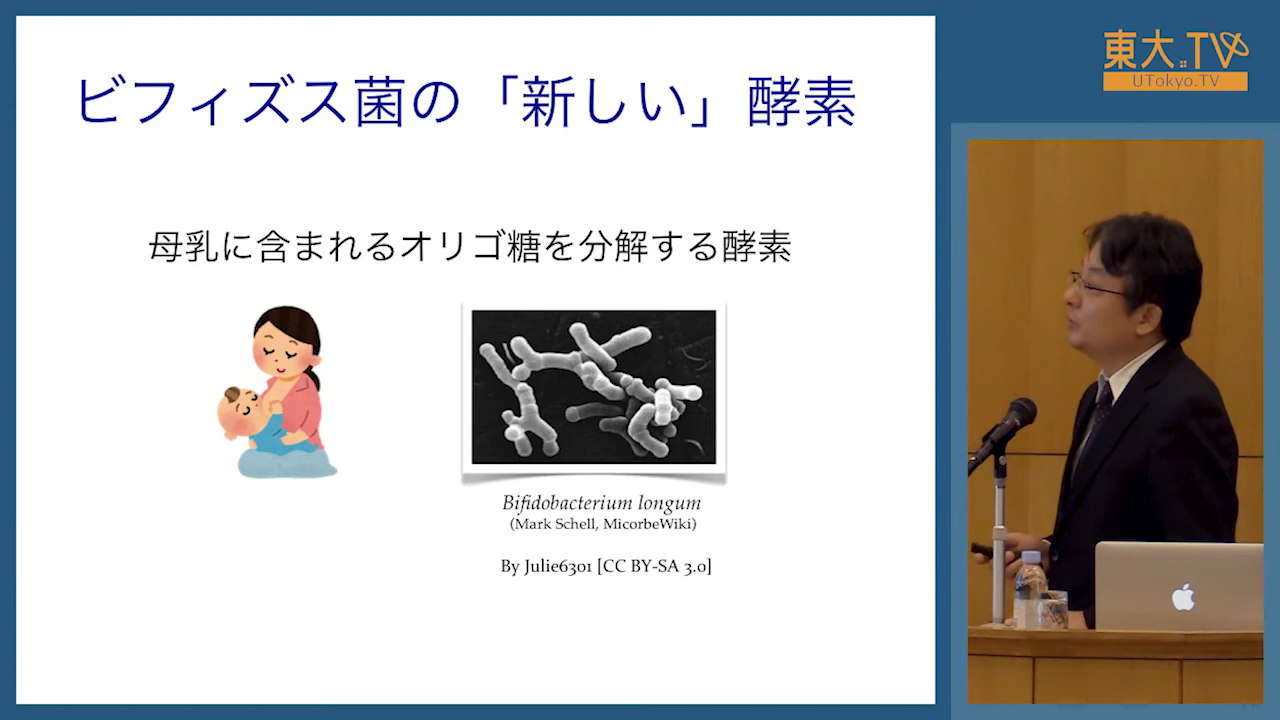 ビフィズス菌の「新しい」酵素
母乳に含まれるオリゴ糖を分解する酵素
Bifidobacterium longum
(Mark Schell, MicorbeWiki)
By Julie6301 [CC BY-SA 3.0]
東大.TV
UTokyo.TV